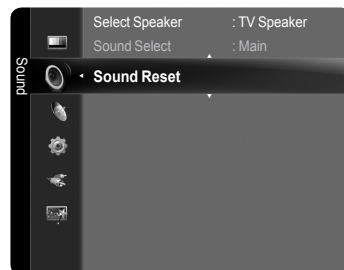 Sound
Select Speaker : TV Speaker
Sound Select : Main
Sound Reset